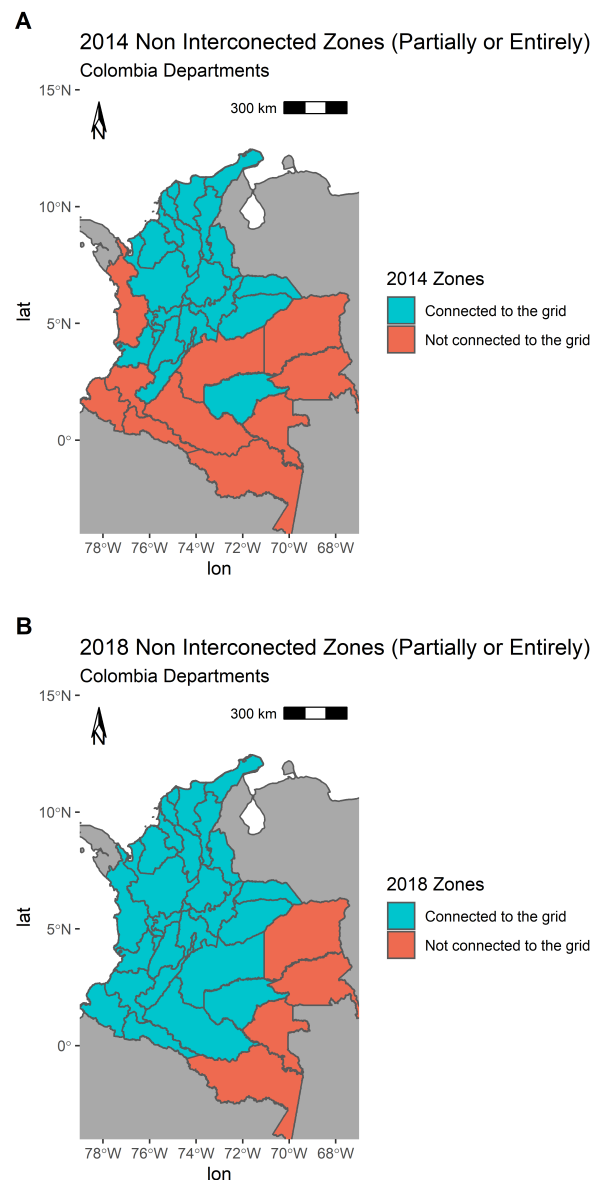 A
2014 Non Interconected Zones (Partially or Entirely)
Colombia Departments
15°N
300 km
N
10°N
5°N
0°
lat
78°W 76°W 74°W 72°W 70°W 68°W
lon
2014 Zones
Connected to the grid
Not connected to the grid
B
2018 Non Interconected Zones (Partially or Entirely)
Colombia Departments
15°N
300 km
N
10°N
5°N
0°
lat
78°W 76°W 74°W 72°W 70°W 68°W
lon
2018 Zones
Connected to the grid
Not connected to the grid